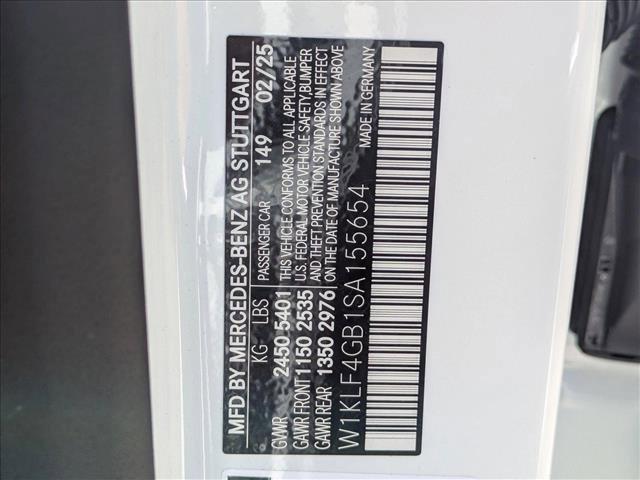 MFD BY MERCEDES-BENZ AG STUTTGART
KG LBS PASSENGER CAR 149 02/25
GVWR 2450 5401 THIS VEHICLE CONFORMS TO ALL APPLICABLE
U.S. FEDERAL MOTOR VEHICLE SAFETY,BUMPER
GAWR FRONT 1150 2535 AND THEFT PREVENTION STANDARDS IN EFFECT
GAWR REAR 1350 2976 ON THE DATE OF MANUFACTURE SHOWN ABOVE
MADE IN GERMANY
W1KLF4GB1SA155654